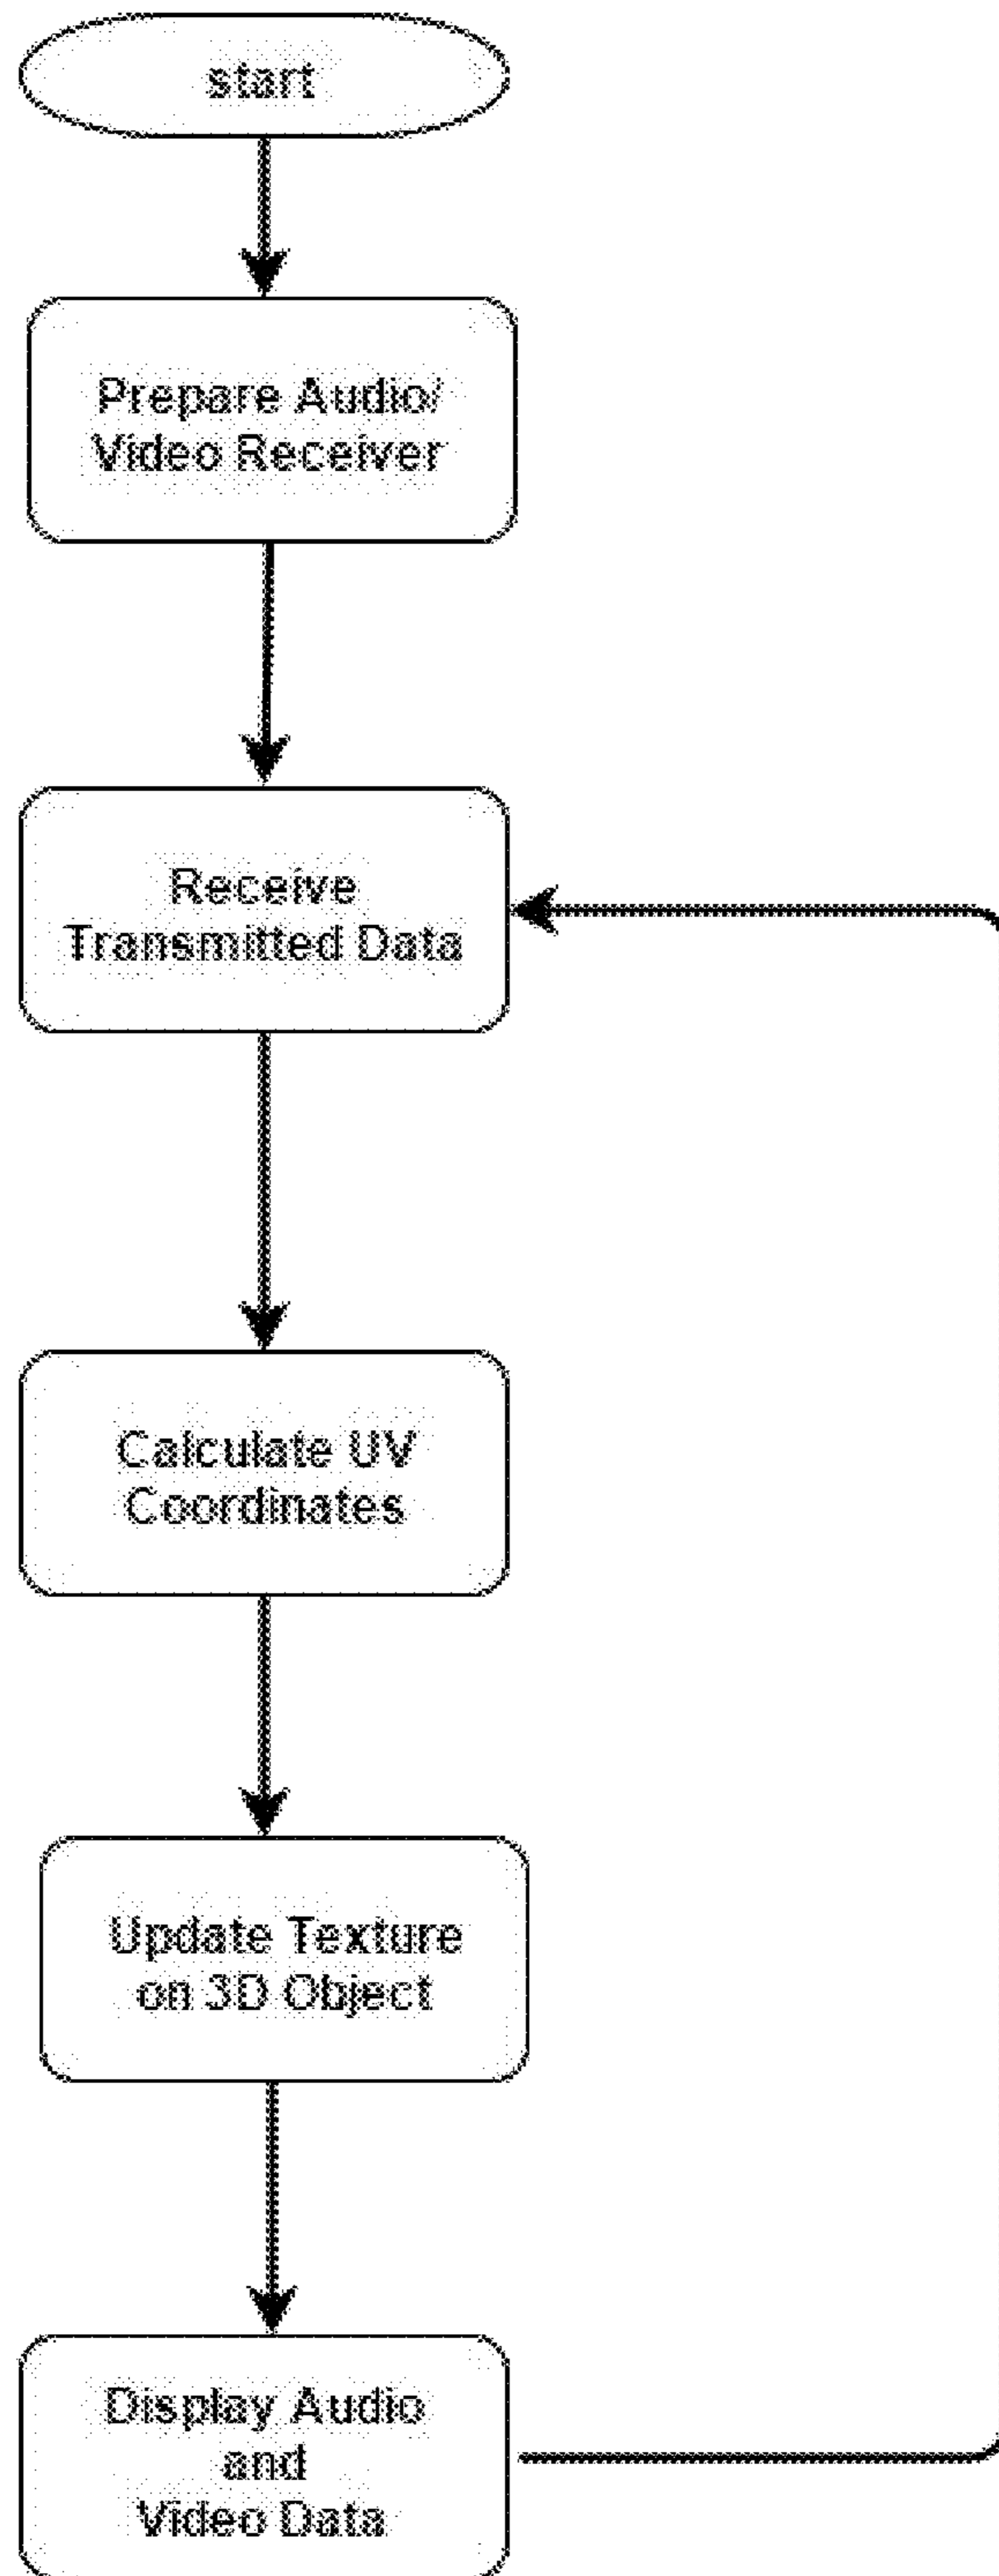 start
Prepare Audio/
Video Receiver
Receive
Transmitted Data
Calculate UV
Coordinates
Update Texture
on 3D Object
Display Audio
and
Video Data